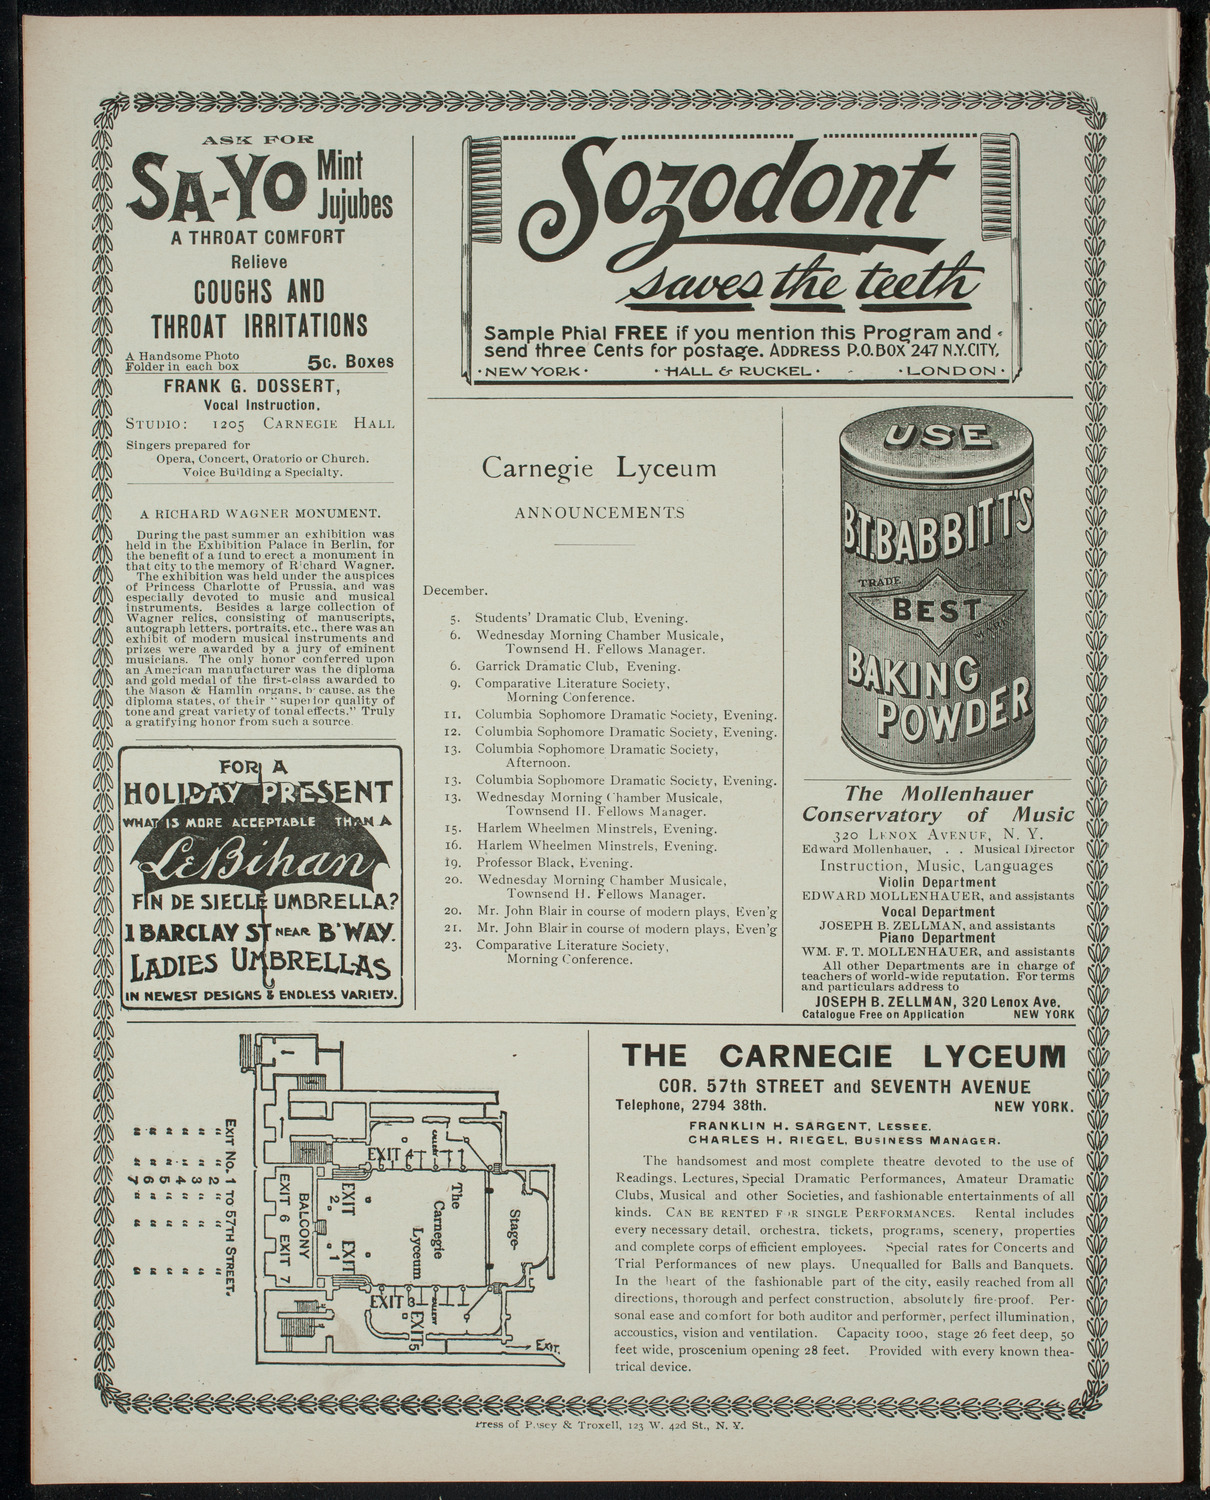 ASK FOR
SA-YO Mint
Jujubes
A THROAT COMFORT
Relieve
COUGHS AND
THROAT IRRITATIONS
A Handsome Photo
Folder in each box 5c. Boxes
FRANK G. DOSSERT,
Vocal Instruction,
STUDIO: 1205 CARNEGIE HALL
Singers prepared for
Opera, Concert, Oratorio or Church.
Voice Building a Specialty.
A RICHARD WAGNER MONUMENT.
During the past summer an exhibition was
held in the Exhibition Palace in Berlin, for
the benefit of a fund to erect a monument in
that city to the memory of Richard Wagner.
The exhibition was held under the auspices
of Princess Charlotte of Prussia, and was
especially devoted to music and musical
instruments. Besides a large collection of
Wagner relics, consisting of manuscripts,
autograph letters, portraits, etc., there was an
exhibit of modern musical instruments and
prizes were awarded by a jury of eminent
musicians. The only honor conferred upon
an American manufacturer was the diploma
and gold medal of the first-class awarded to
the Mason & Hamlin organs, because, as the
diploma states, of their "superior quality of
tone and great variety of tonal effects." Truly
a gratifying honor from such a source.
FOR A
HOLIDAY PRESENT
WHAT IS MORE ACCEPTABLE THAN A
LeBihan
FIN DE SIECLE UMBRELLA?
1 BARCLAY ST NEAR B'WAY.
LADIES UMBRELLAS
IN NEWEST DESIGNS & ENDLESS VARIETY.
Sozodont
saves the teeth
Sample Phial FREE if you mention this Program and
send three Cents for postage. ADDRESS P.O. BOX 247 N.Y.CITY,
·NEW YORK· ·HALL & RUCKEL· ·LONDON·
Carnegie Lyceum
ANNOUNCEMENTS
December.
5. Students' Dramatic Club, Evening.
6. Wednesday Morning Chamber Musicale,
Townsend H. Fellows Manager.
6. Garrick Dramatic Club, Evening.
9. Comparative Literature Society,
Morning Conference.
11. Columbia Sophomore Dramatic Society, Evening.
12. Columbia Sophomore Dramatic Society, Evening.
13. Columbia Sophomore Dramatic Society,
Afternoon.
13. Columbia Sophomore Dramatic Society, Evening.
13. Wednesday Morning Chamber Musicale,
Townsend H. Fellows Manager.
15. Harlem Wheelmen Minstrels, Evening.
16. Harlem Wheelmen Minstrels, Evening.
19. Professor Black, Evening.
20. Wednesday Morning Chamber Musicale,
Townsend H. Fellows Manager.
20. Mr. John Blair in course of modern plays, Even'g
21. Mr. John Blair in course of modern plays, Even'g
23. Comparative Literature Society,
Morning Conference.
USE
B.T. BABBITT'S
TRADE MARK
BEST
BAKING
POWDER
The Mollenhauer
Conservatory of Music
320 LENOX AVENUE, N. Y.
Edward Mollenhauer, . . Musical Director
Instruction, Music, Languages
Violin Department
EDWARD MOLLENHAUER, and assistants
Vocal Department
JOSEPH B. ZELLMAN, and assistants
Piano Department
WM. F. T. MOLLENHAUER, and assistants
All other Departments are in charge of
teachers of world-wide reputation. For terms
and particulars address to
JOSEPH B. ZELLMAN, 320 Lenox Ave.
Catalogue Free on Application NEW YORK
EXIT NO. 1 TO 57TH STREET.
" 2 " " "
" 3 " " "
" 4 " " "
" 5 " " "
" 6 " " "
" 7 " " "
EXIT 4
GALLERY
EXIT 2
EXIT 1
BALCONY
EXIT 6 EXIT 7
The
Carnegie
Lyceum
Stage
EXIT 3
GALLERY
EXIT 5
EXIT.
THE CARNEGIE LYCEUM
COR. 57th STREET and SEVENTH AVENUE
Telephone, 2794 38th. NEW YORK.
FRANKLIN H. SARGENT, LESSEE.
CHARLES H. RIEGEL, BUSINESS MANAGER.
The handsomest and most complete theatre devoted to the use of
Readings, Lectures, Special Dramatic Performances, Amateur Dramatic
Clubs, Musical and other Societies, and fashionable entertainments of all
kinds. CAN BE RENTED FOR SINGLE PERFORMANCES. Rental includes
every necessary detail, orchestra, tickets, programs, scenery, properties
and complete corps of efficient employees. Special rates for Concerts and
Trial Performances of new plays. Unequalled for Balls and Banquets.
In the heart of the fashionable part of the city, easily reached from all
directions, thorough and perfect construction, absolutely fire-proof. Per-
sonal ease and comfort for both auditor and performer, perfect illumination,
accoustics, vision and ventilation. Capacity 1000, stage 26 feet deep, 50
feet wide, proscenium opening 28 feet. Provided with every known thea-
trical device.
Press of Pusey & Troxell, 123 W. 42d St., N. Y.